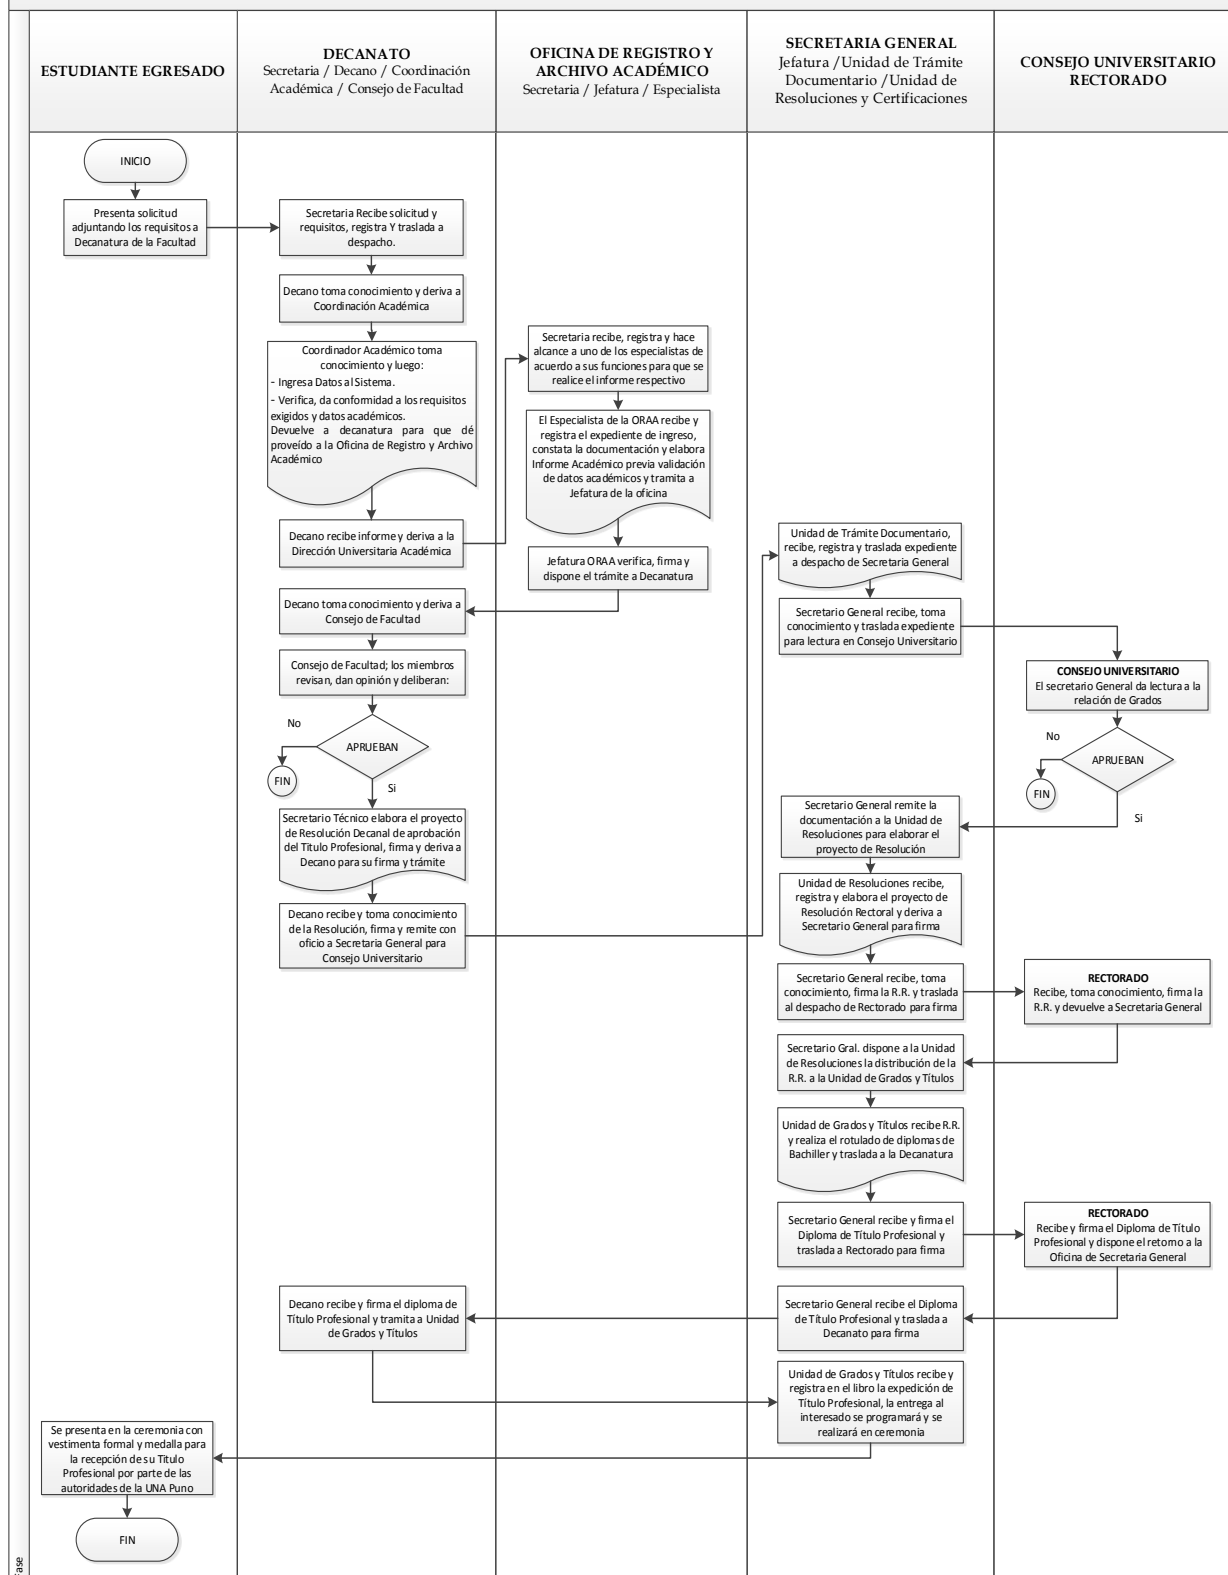 ESTUDIANTE EGRESADO
DECANATO
Secretaria / Decano / Coordinación
Académica / Consejo de Facultad
OFICINA DE REGISTRO Y
ARCHIVO ACADÉMICO
Secretaria / Jefatura / Especialista
SECRETARIA GENERAL
Jefatura /Unidad de Trámite
Documentario /Unidad de
Resoluciones y Certificaciones
CONSEJO UNIVERSITARIO
RECTORADO
INICIO
Presenta solicitud
adjuntando los requisitos a
Decanatura de la Facultad
Secretaria Recibe solicitud y
requisitos, registra Y traslada a
despacho.
Decano toma conocimiento y deriva a
Coordinación Académica
Coordinador Académico toma
conocimiento y luego:
- Ingresa Datos al Sistema.
- Verifica, da conformidad a los requisitos
exigidos y datos académicos.
Devuelve a decanatura para que dé
proveído a la Oficina de Registro y Archivo
Académico
Decano recibe informe y deriva a la
Dirección Universitaria Académica
Secretaria recibe, registra y hace
alcance a uno de los especialistas de
acuerdo a sus funciones para que se
realice el informe respectivo
El Especialista de la ORAA recibe y
registra el expediente de ingreso,
constata la documentación y elabora
Informe Académico previa validación
de datos académicos y tramita a
Jefatura de la oficina
Jefatura ORAA verifica, firma y
dispone el trámite a Decanatura
Decano toma conocimiento y deriva a
Consejo de Facultad
Consejo de Facultad; los miembros
revisan, dan opinión y deliberan:
No
APRUEBAN
FIN
Si
Secretario Técnico elabora el proyecto
de Resolución Decanal de aprobación
del Titulo Profesional, firma y deriva a
Decano para su firma y trámite
Decano recibe y toma conocimiento
de la Resolución, firma y remite con
oficio a Secretaria General para
Consejo Universitario
Unidad de Trámite Documentario,
recibe, registra y traslada expediente
a despacho de Secretaria General
Secretario General recibe, toma
conocimiento y traslada expediente
para lectura en Consejo Universitario
CONSEJO UNIVERSITARIO
El secretario General da lectura a la
relación de Grados
No
APRUEBAN
FIN
Si
Secretario General remite la
documentación a la Unidad de
Resoluciones para elaborar el
proyecto de Resolución
Unidad de Resoluciones recibe,
registra y elabora el proyecto de
Resolución Rectoral y deriva a
Secretario General para firma
Secretario General recibe, toma
conocimiento, firma la R.R. y traslada
al despacho de Rectorado para firma
RECTORADO
Recibe, toma conocimiento, firma la
R.R. y devuelve a Secretaria General
Secretario Gral. dispone a la Unidad
de Resoluciones la distribución de la
R.R. a la Unidad de Grados y Títulos
Unidad de Grados y Títulos recibe R.R.
y realiza el rotulado de diplomas de
Bachiller y traslada a la Decanatura
Secretario General recibe y firma el
Diploma de Título Profesional y
traslada a Rectorado para firma
RECTORADO
Recibe y firma el Diploma de Título
Profesional y dispone el retorno a la
Oficina de Secretaria General
Secretario General recibe el Diploma
de Título Profesional y traslada a
Decanato para firma
Decano recibe y firma el diploma de
Título Profesional y tramita a Unidad
de Grados y Títulos
Unidad de Grados y Títulos recibe y
registra en el libro la expedición de
Título Profesional, la entrega al
interesado se programará y se
realizará en ceremonia
Se presenta en la ceremonia con
vestimenta formal y medalla para
la recepción de su Titulo
Profesional por parte de las
autoridades de la UNA Puno
FIN